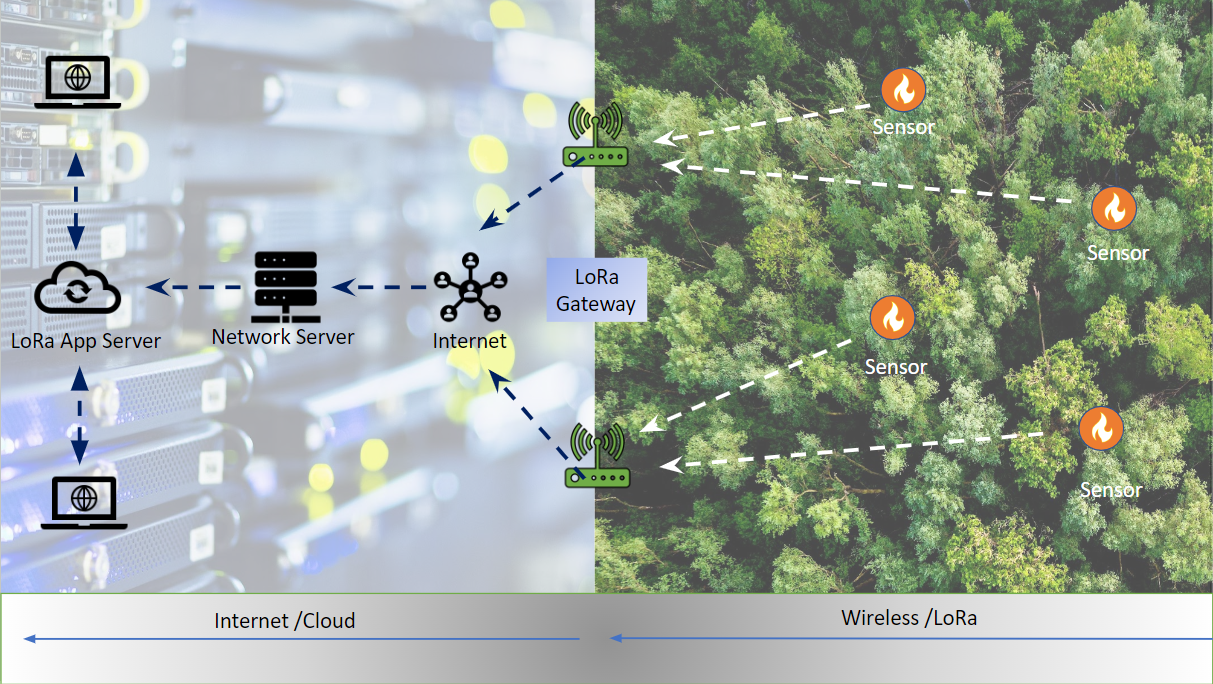 Sensor
Sensor
LoRa
Gateway
LoRa App Server
Network Server
Internet
Sensor
Sensor
Internet /Cloud
Wireless /LoRa